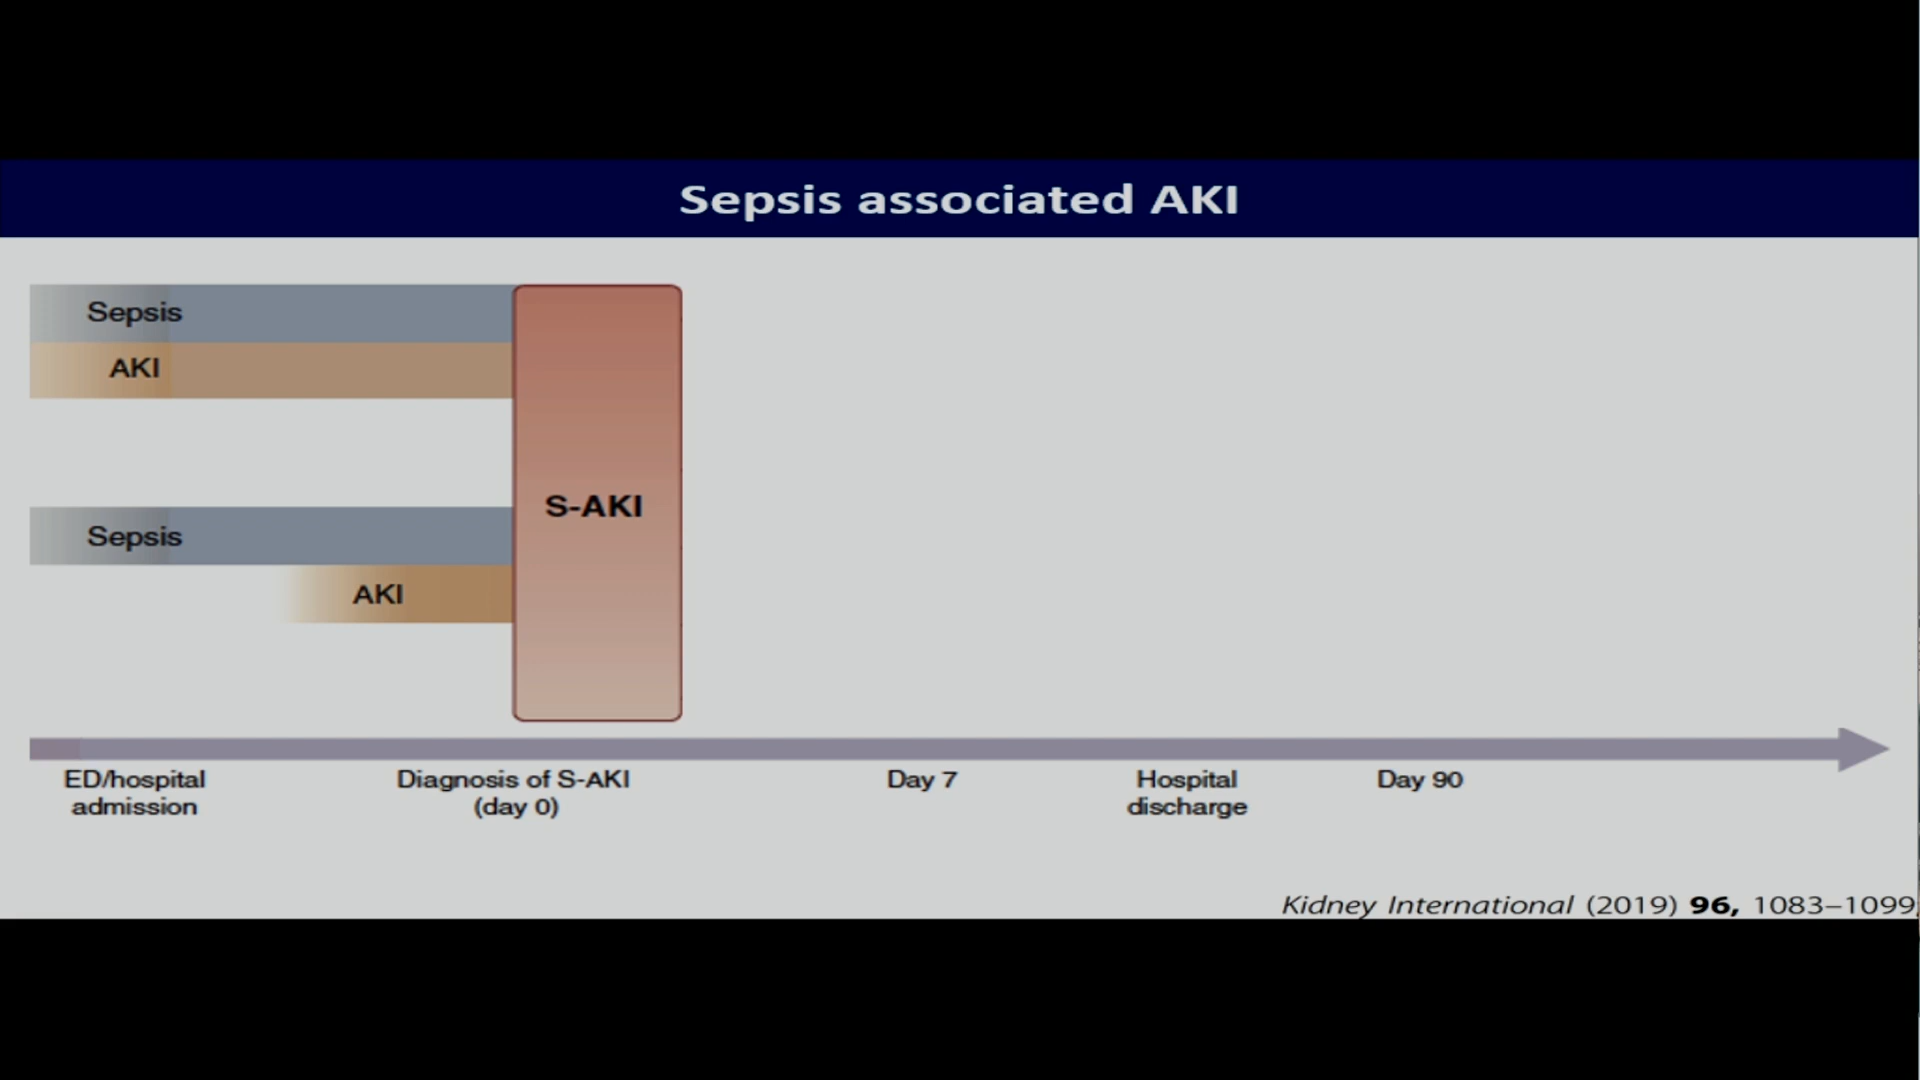 Sepsis associated AKI
Sepsis
AKI
Sepsis
AKI
S-AKI
ED/hospital
admission
Diagnosis of S-AKI
(day 0)
Day 7
Hospital
discharge
Day 90
Kidney International (2019) 96, 1083–1099;